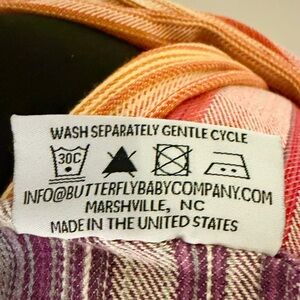 WASH SEPARATELY GENTLE CYCLE
30C
INFO@BUTTERFLYBABYCOMPANY.COM
MARSHVILLE, NC
MADE IN THE UNITED STATES